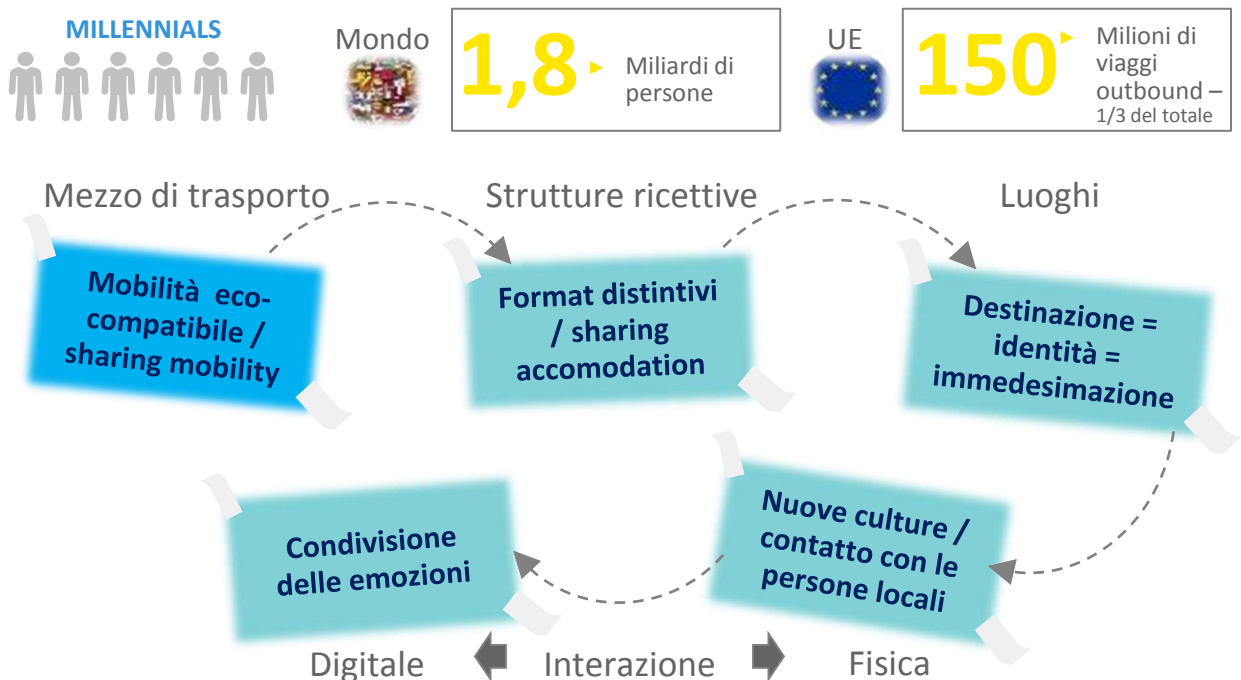 MILLENNIALS
Mondo
1,8
Miliardi di
persone
UE
150
Milioni di
viaggi
outbound –
1/3 del totale
Mezzo di trasporto
Strutture ricettive
Luoghi
Mobilità eco-
compatibile /
sharing mobility
Format distintivi
/ sharing
accomodation
Destinazione =
identità =
immedesimazione
Condivisione
delle emozioni
Nuove culture /
contatto con le
persone locali
Digitale
Interazione
Fisica